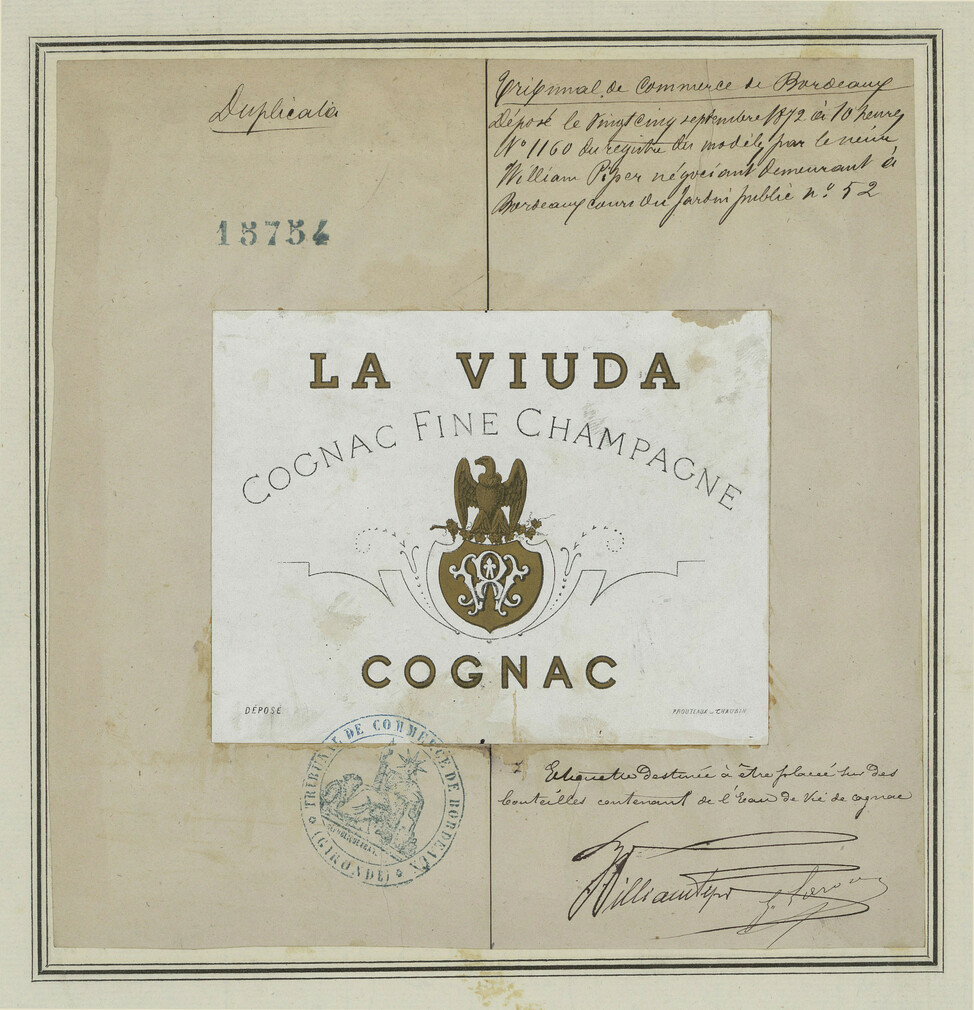 Duplicata
15754
Tribunal de Commerce de Bordeaux
Déposé le Vingt cinq septembre 1872 à 10 heures
N° 1160 du registre des modèles par le sieur
William Piper négociant demeurant à
Bordeaux cours du Jardin public n° 52
LA VIUDA
COGNAC FINE CHAMPAGNE
COGNAC
DÉPOSÉ
TRIBUNAL DE COMMERCE DE BORDEAUX
(GIRONDE)
Etiquette destinée à être placée sur des
bouteilles contenant de l'Eau de Vie de cognac
William Piper